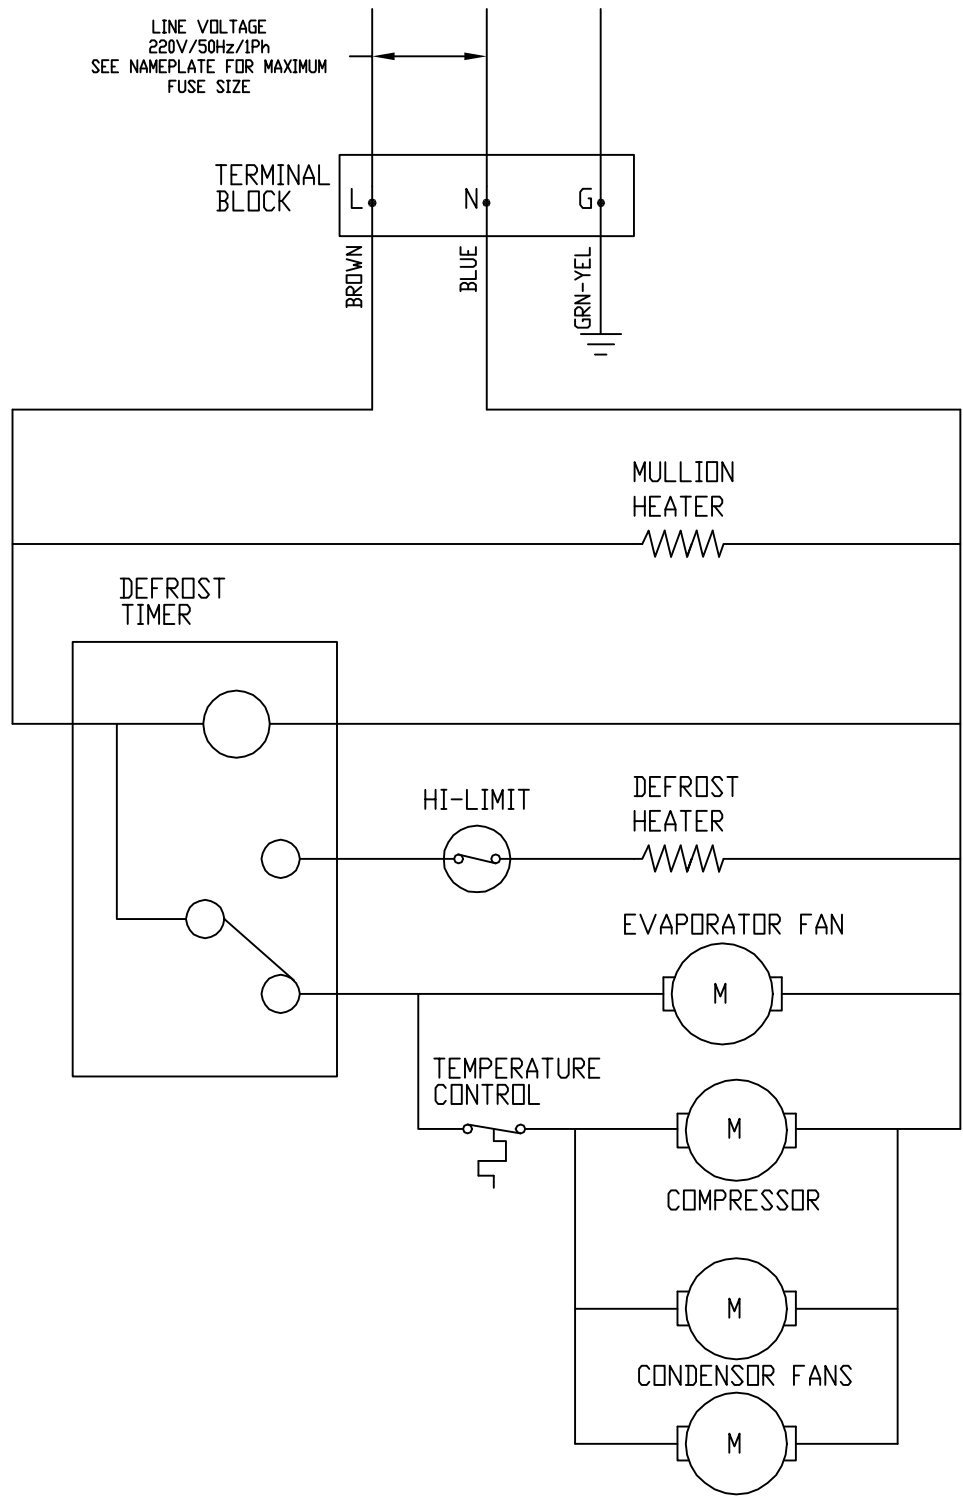 LINE VOLTAGE
220V/50Hz/1Ph
SEE NAMEPLATE FOR MAXIMUM
FUSE SIZE
TERMINAL
BLOCK
L
N
G
BROWN
BLUE
GRN-YEL
MULLION
HEATER
DEFROST
TIMER
HI-LIMIT
DEFROST
HEATER
EVAPORATOR FAN
M
TEMPERATURE
CONTROL
M
COMPRESSOR
M
CONDENSOR FANS
M